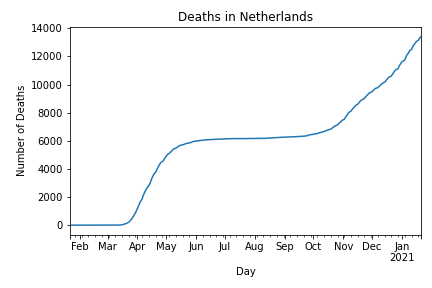 Deaths in Netherlands
14000
12000
10000
8000
6000
4000
2000
0
Number of Deaths
Feb Mar Apr May Jun Jul Aug Sep Oct Nov Dec Jan
2021
Day